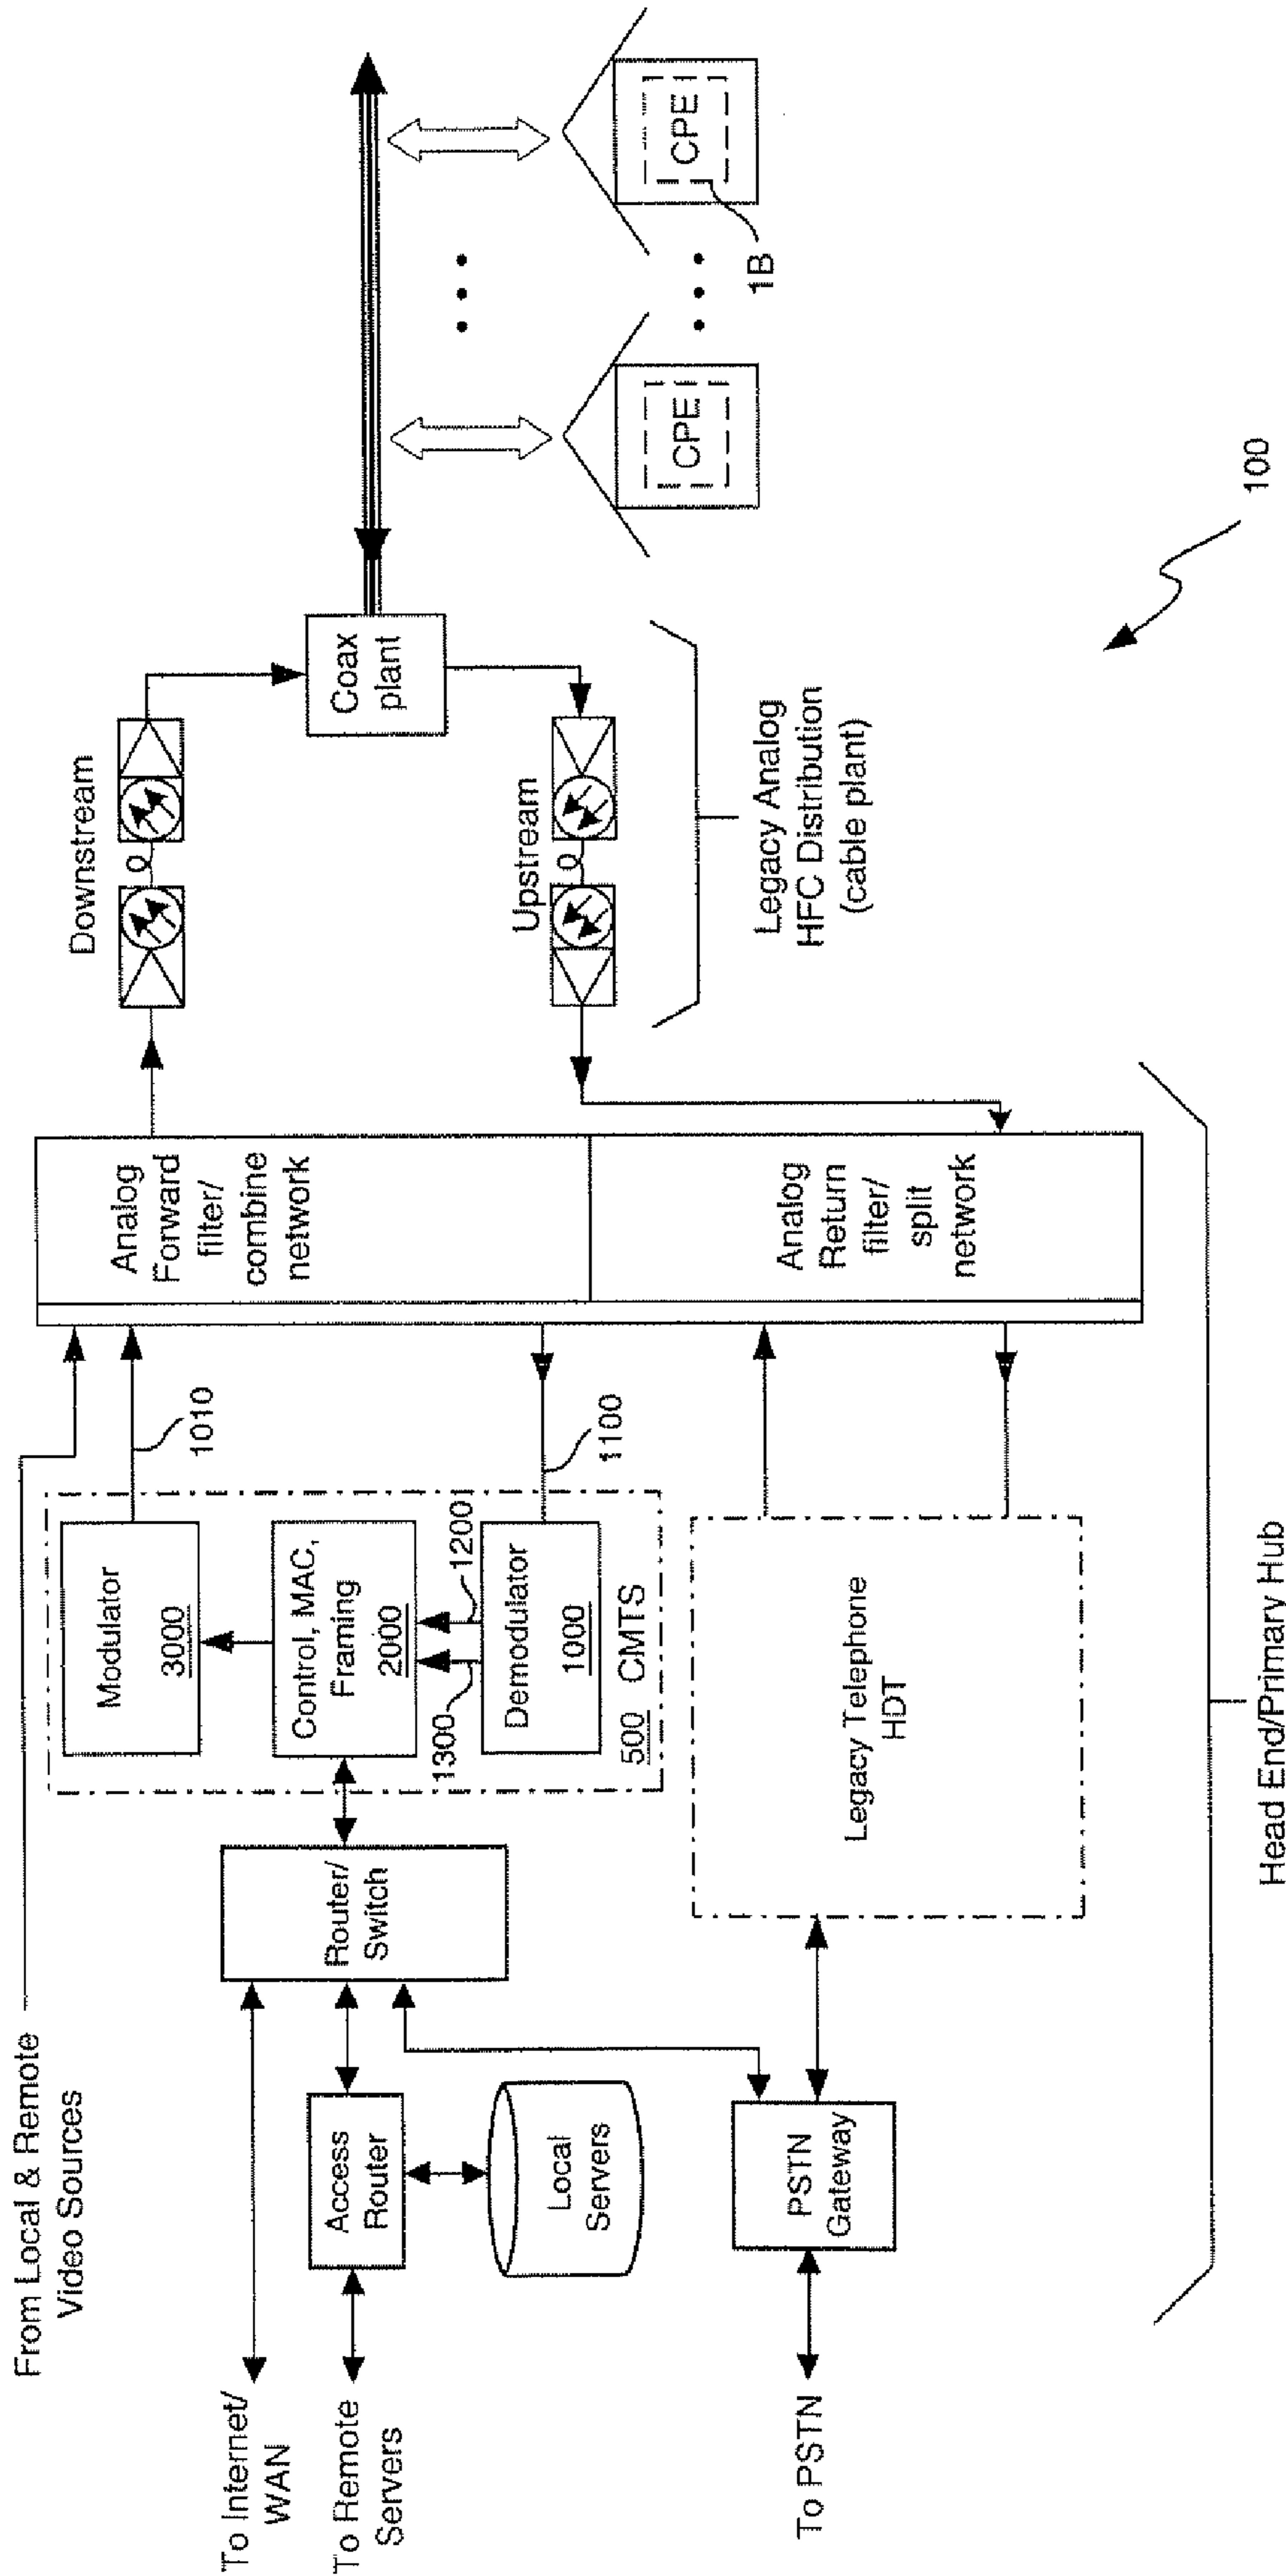 From Local & Remote
Video Sources
To Internet/
WAN
To Remote
Servers
To PSTN
Access
Router
Local
Servers
PSTN
Gateway
Router/
Switch
Modulator
3000
Control, MAC,
Framing
2000
1300
1200
Demodulator
1000
500 CMTS
Legacy Telephone
HDT
1010
1100
Analog
Forward
filter/
combine
network
Analog
Return
filter/
split
network
Head End/Primary Hub
Downstream
Upstream
Coax
plant
Legacy Analog
HFC Distribution
(cable plant)
CPE
CPE
1B
100